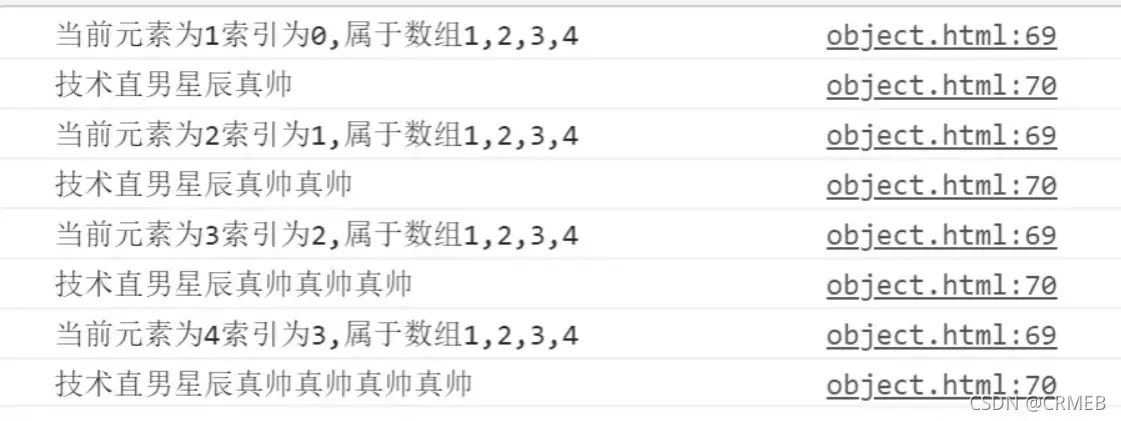 当前元素为1索引为0,属于数组1,2,3,4 object.html:69
技术直男星辰真帅 object.html:70
当前元素为2索引为1,属于数组1,2,3,4 object.html:69
技术直男星辰真帅真帅 object.html:70
当前元素为3索引为2,属于数组1,2,3,4 object.html:69
技术直男星辰真帅真帅真帅 object.html:70
当前元素为4索引为3,属于数组1,2,3,4 object.html:69
技术直男星辰真帅真帅真帅真帅 object.html:70
CSDN @CRMEB